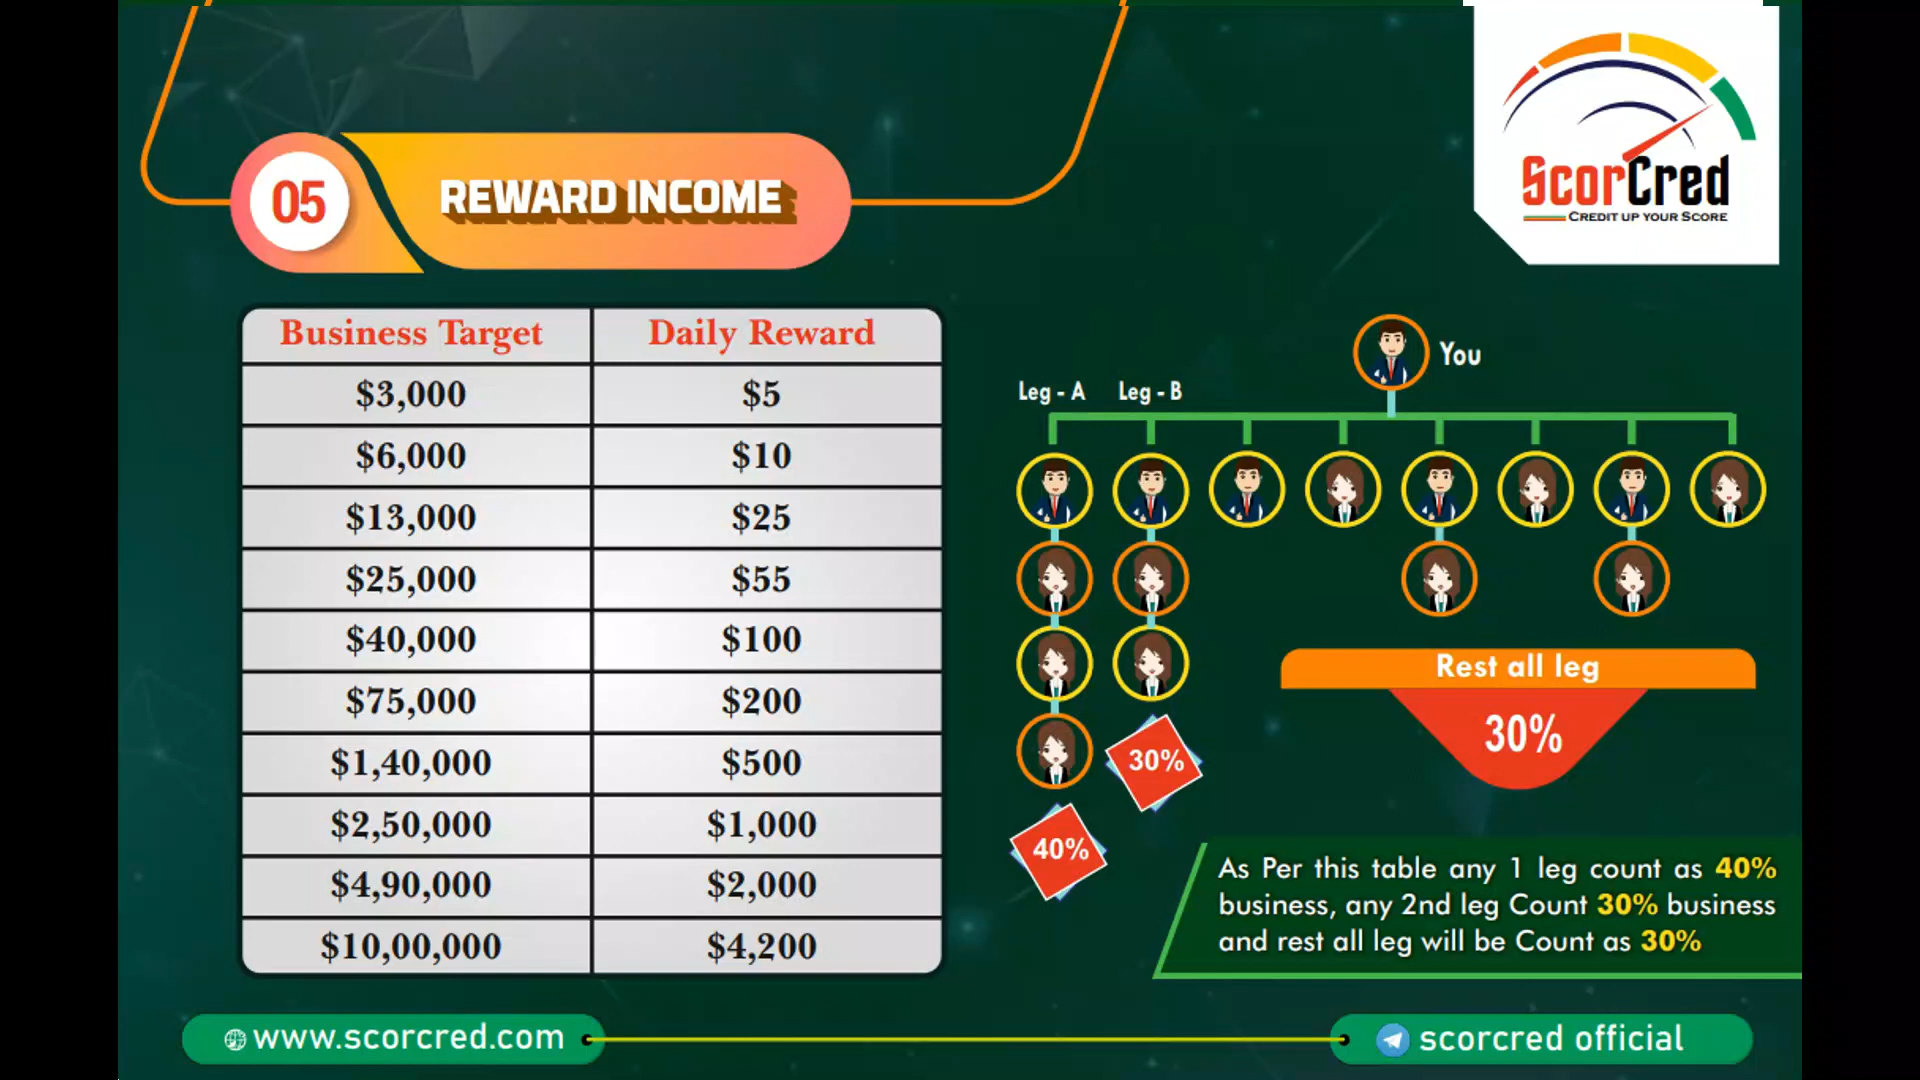 ScorCred
CREDIT UP YOUR SCORE
05
REWARD INCOME
Business Target Daily Reward
$3,000 $5
$6,000 $10
$13,000 $25
$25,000 $55
$40,000 $100
$75,000 $200
$1,40,000 $500
$2,50,000 $1,000
$4,90,000 $2,000
$10,00,000 $4,200
You
Leg - A Leg - B
Rest all leg
30%
30%
40%
As Per this table any 1 leg count as 40%
business, any 2nd leg Count 30% business
and rest all leg will be Count as 30%
www.scorcred.com
scorcred official